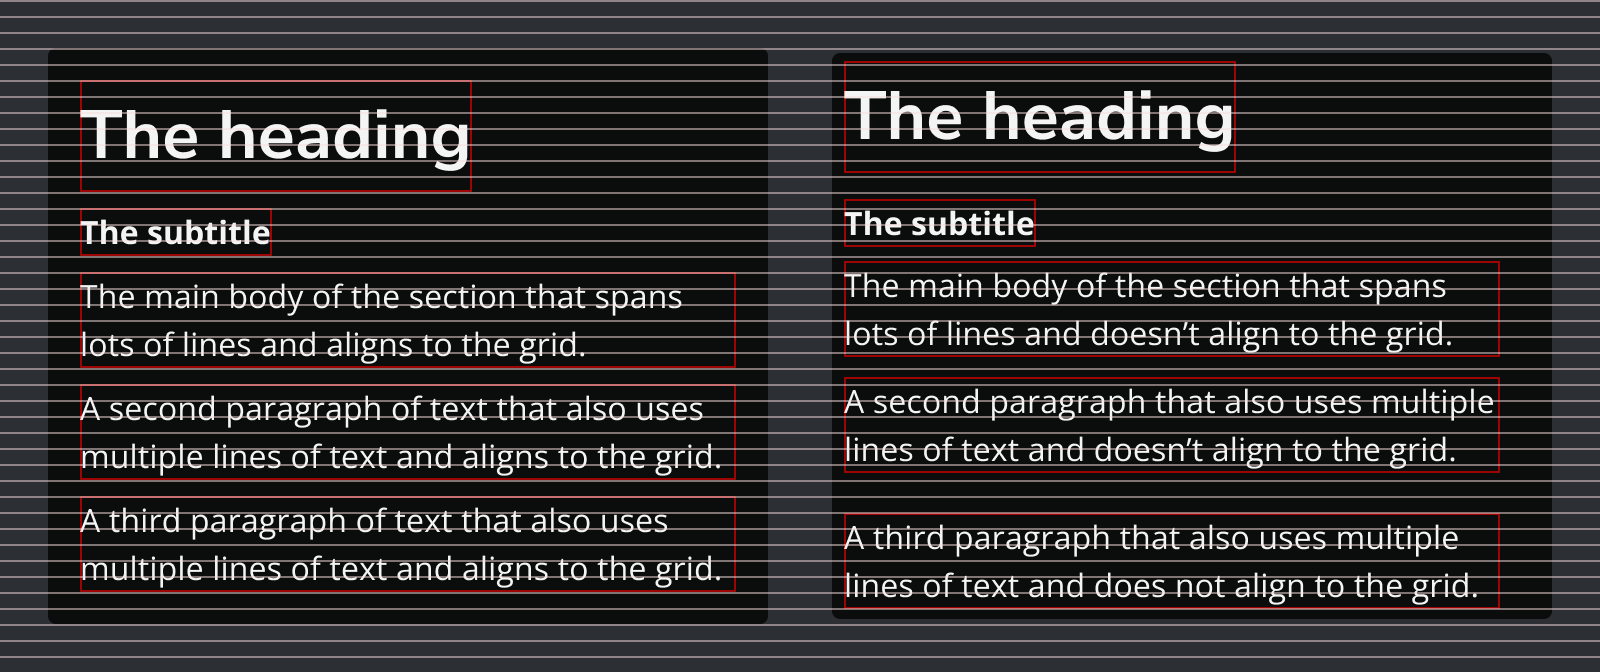 The heading
The subtitle
The main body of the section that spans
lots of lines and aligns to the grid.
A second paragraph of text that also uses
multiple lines of text and aligns to the grid.
A third paragraph of text that also uses
multiple lines of text and aligns to the grid.
The heading
The subtitle
The main body of the section that spans
lots of lines and doesn’t align to the grid.
A second paragraph that also uses multiple
lines of text and doesn’t align to the grid.
A third paragraph that also uses multiple
lines of text and does not align to the grid.